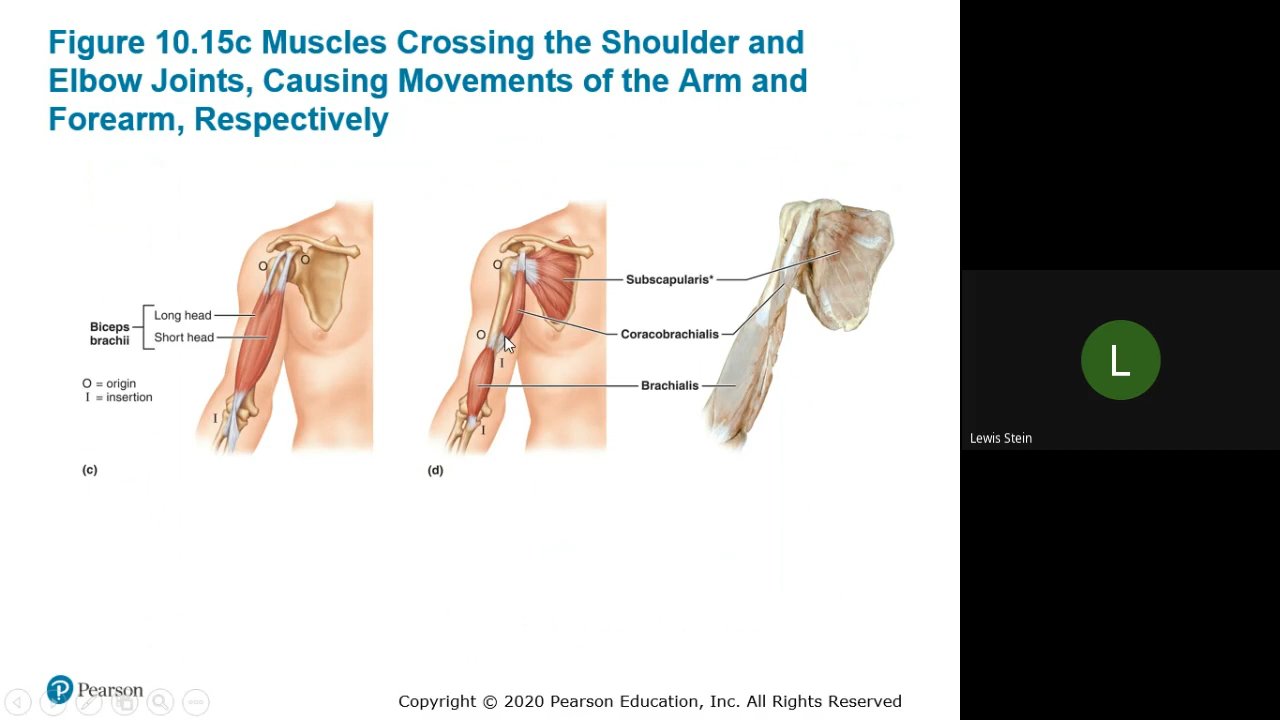 Figure 10.15c Muscles Crossing the Shoulder and
Elbow Joints, Causing Movements of the Arm and
Forearm, Respectively
O
O
Long head
Biceps
brachii
Short head
O = origin
I = insertion
I
(c)
O
O
I
I
Subscapularis*
Coracobrachialis
Brachialis
(d)
L
Lewis Stein
P Pearson
Copyright © 2020 Pearson Education, Inc. All Rights Reserved